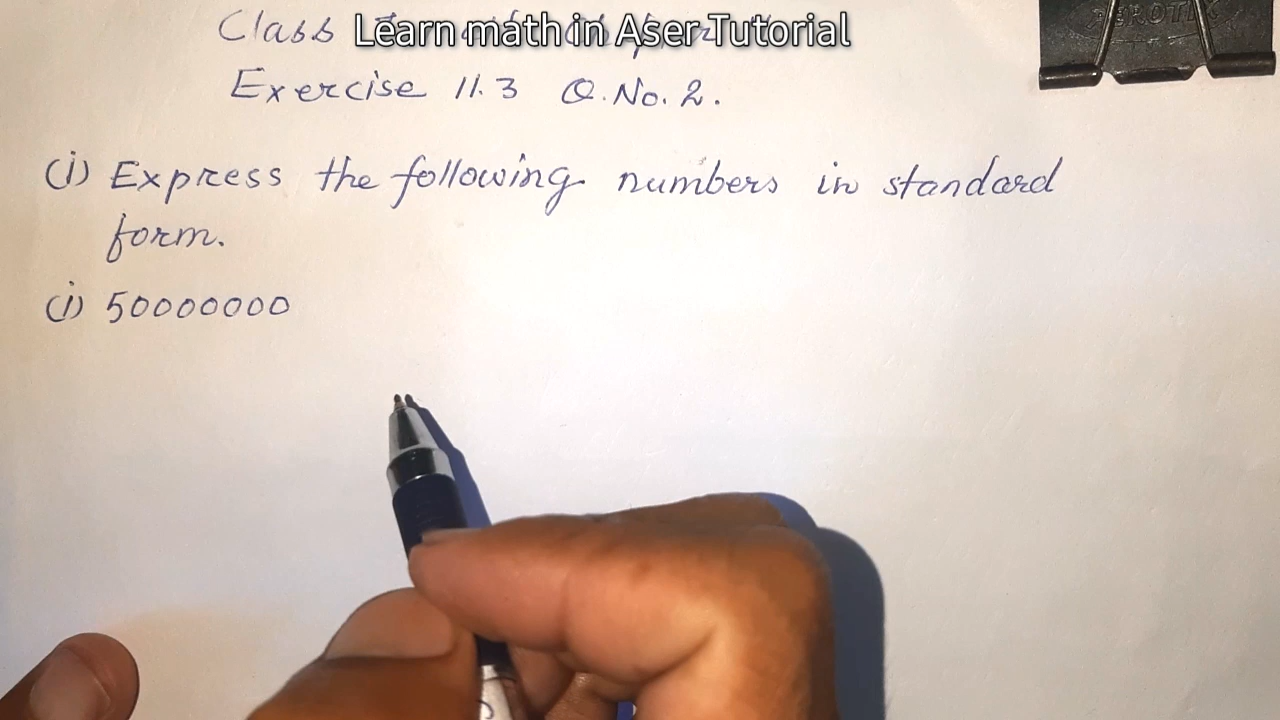 Class
Learn math in Aser Tutorial
Exercise 11.3 Q.No.2.
(i) Express the following numbers in standard
form.
(i) 50000000